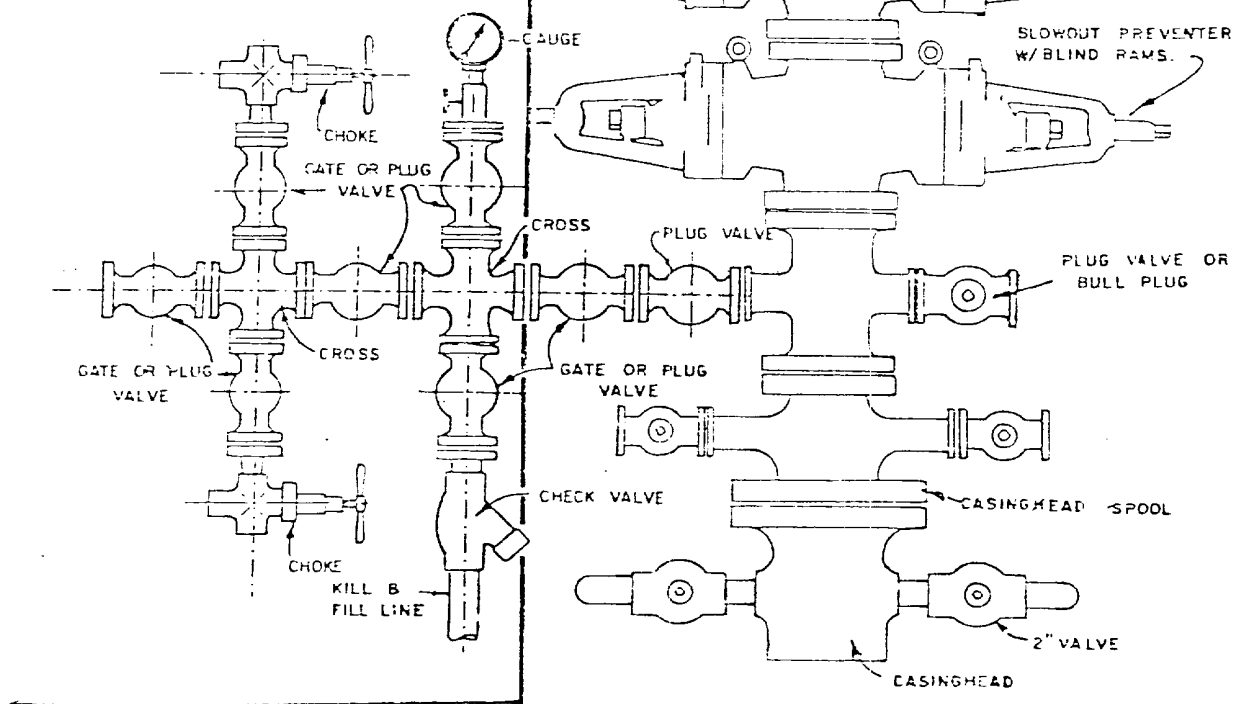 GAUGE
SLOWOUT PREVENTER
W/BLIND RAMS.
CHOKE
GATE OR PLUG
VALVE
CROSS
PLUG VALVE
PLUG VALVE OR
BULL PLUG
CROSS
GATE OR PLUG
VALVE
GATE OR PLUG
VALVE
CHECK VALVE
CASINGHEAD SPOOL
CHOKE
KILL B
FILL LINE
2" VALVE
CASINGHEAD